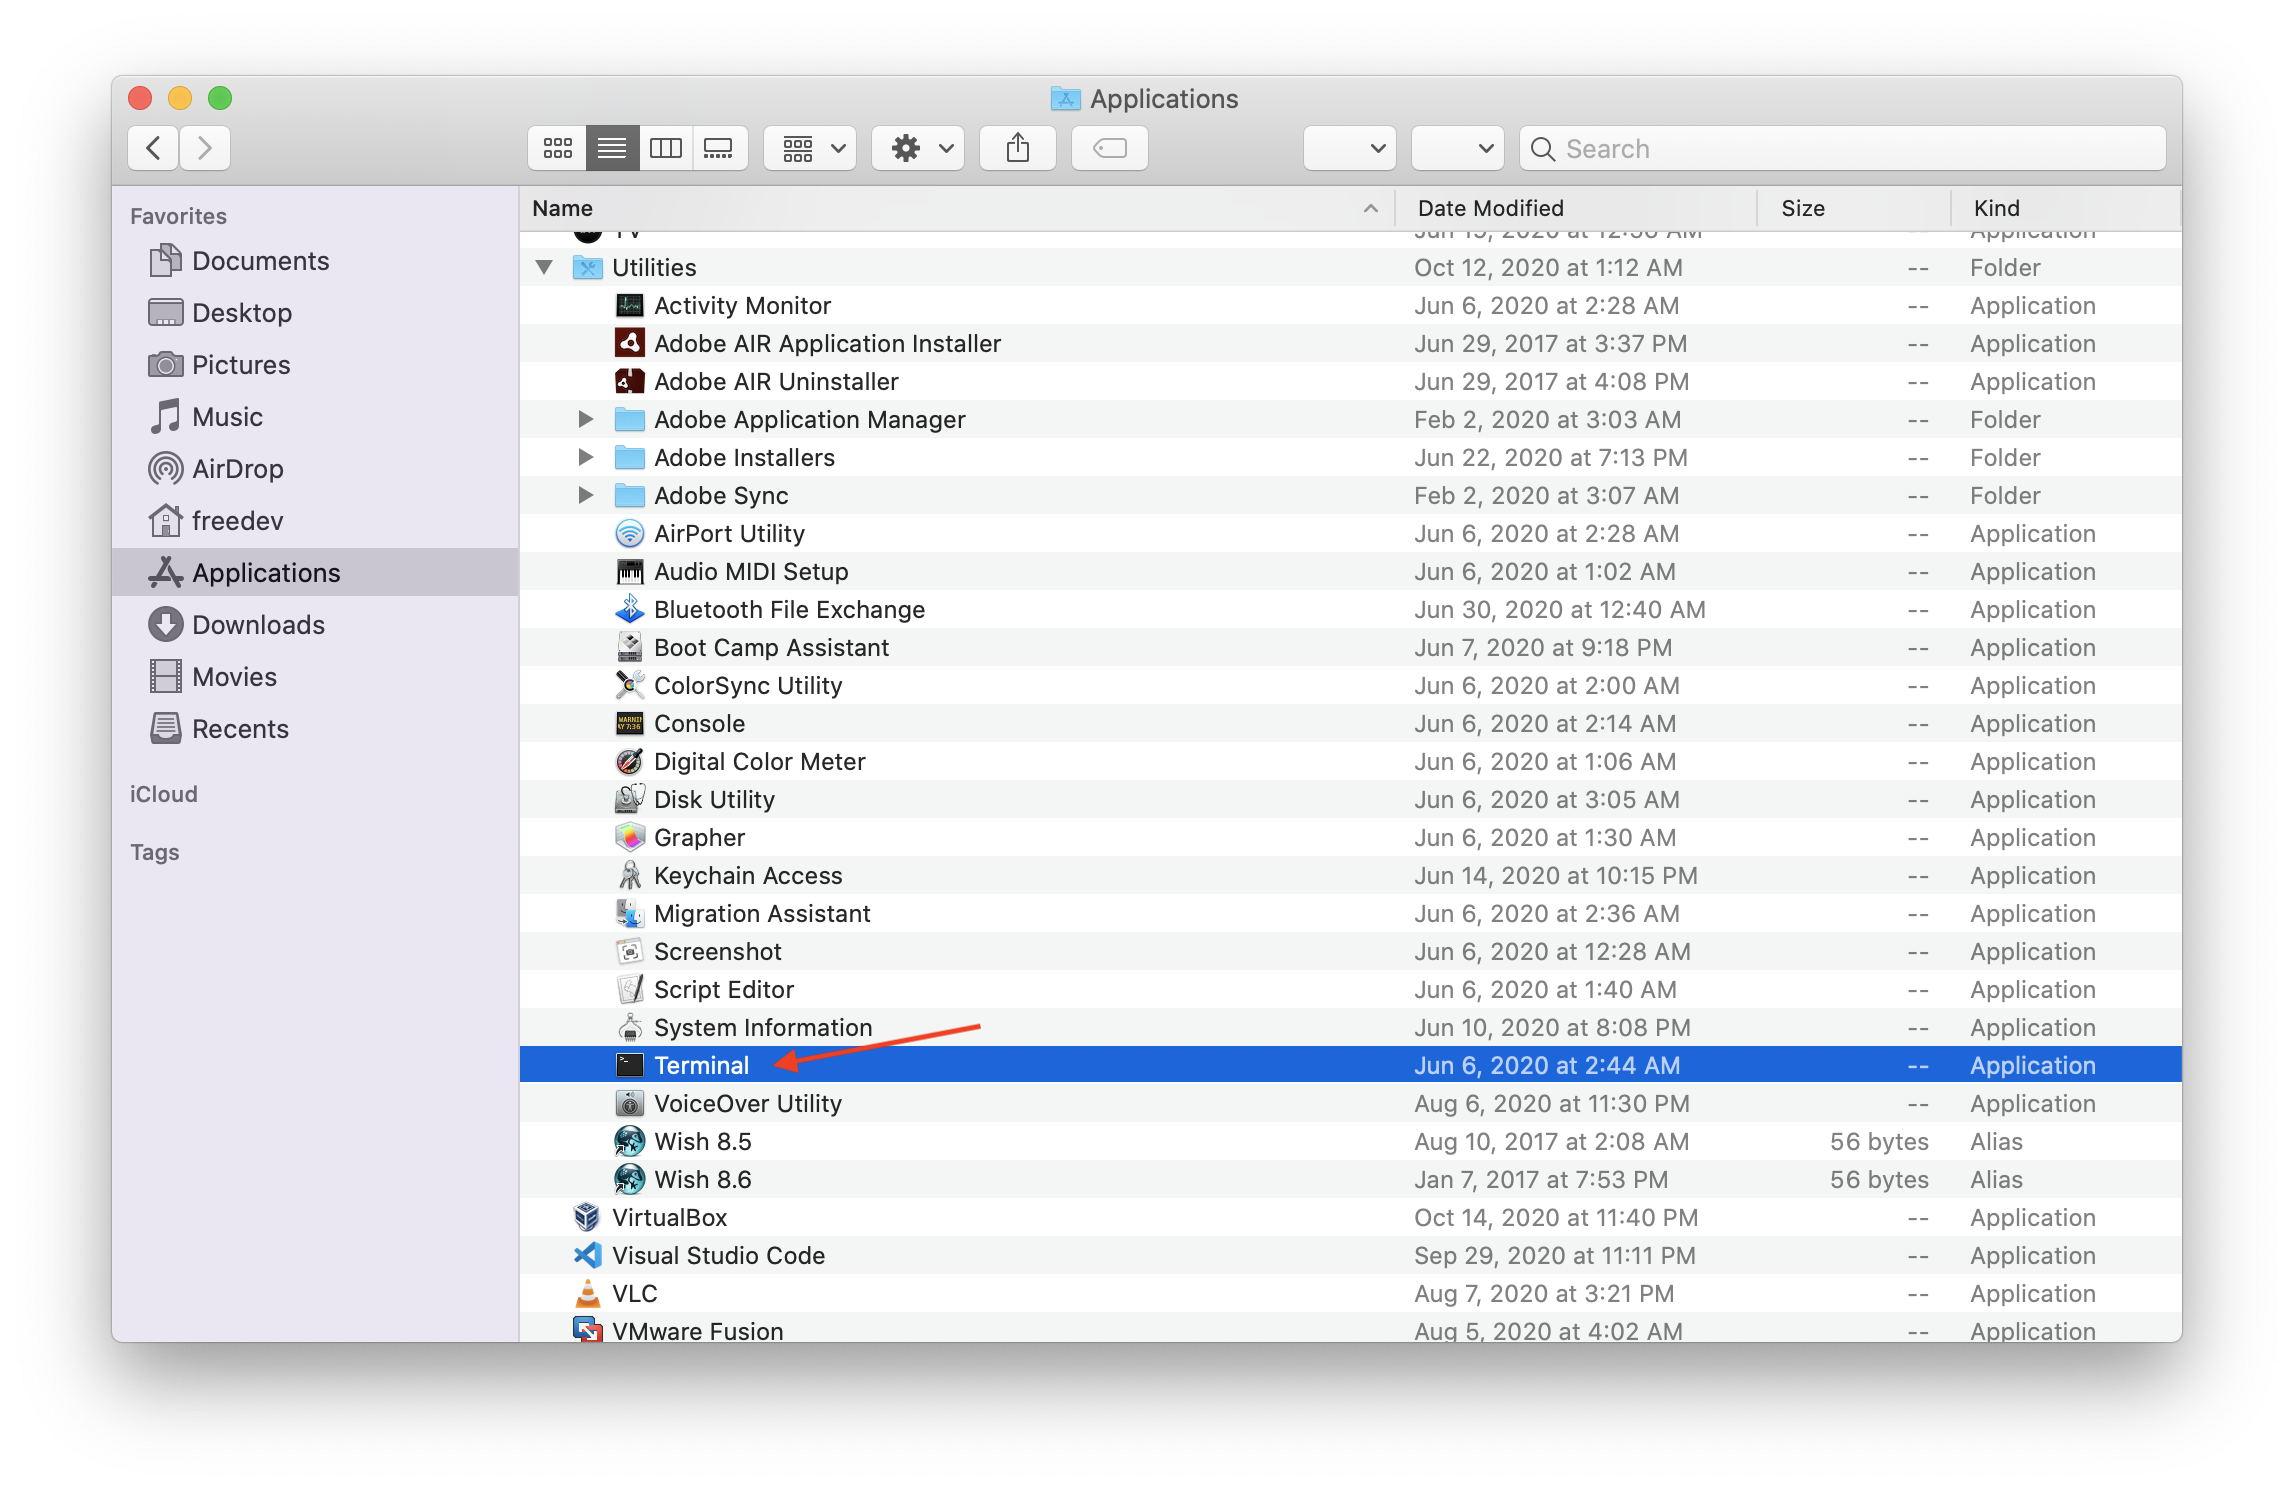 Applications
Search
Favorites
Documents
Desktop
Pictures
Music
AirDrop
freedev
Applications
Downloads
Movies
Recents
iCloud
Tags
Name Date Modified Size Kind
TV Jun 15, 2020 at 12:38 AM -- Application
Utilities Oct 12, 2020 at 1:12 AM -- Folder
Activity Monitor Jun 6, 2020 at 2:28 AM -- Application
Adobe AIR Application Installer Jun 29, 2017 at 3:37 PM -- Application
Adobe AIR Uninstaller Jun 29, 2017 at 4:08 PM -- Application
Adobe Application Manager Feb 2, 2020 at 3:03 AM -- Folder
Adobe Installers Jun 22, 2020 at 7:13 PM -- Folder
Adobe Sync Feb 2, 2020 at 3:07 AM -- Folder
AirPort Utility Jun 6, 2020 at 2:28 AM -- Application
Audio MIDI Setup Jun 6, 2020 at 1:02 AM -- Application
Bluetooth File Exchange Jun 30, 2020 at 12:40 AM -- Application
Boot Camp Assistant Jun 7, 2020 at 9:18 PM -- Application
ColorSync Utility Jun 6, 2020 at 2:00 AM -- Application
Console Jun 6, 2020 at 2:14 AM -- Application
Digital Color Meter Jun 6, 2020 at 1:06 AM -- Application
Disk Utility Jun 6, 2020 at 3:05 AM -- Application
Grapher Jun 6, 2020 at 1:30 AM -- Application
Keychain Access Jun 14, 2020 at 10:15 PM -- Application
Migration Assistant Jun 6, 2020 at 2:36 AM -- Application
Screenshot Jun 6, 2020 at 12:28 AM -- Application
Script Editor Jun 6, 2020 at 1:40 AM -- Application
System Information Jun 10, 2020 at 8:08 PM -- Application
Terminal Jun 6, 2020 at 2:44 AM -- Application
VoiceOver Utility Aug 6, 2020 at 11:30 PM -- Application
Wish 8.5 Aug 10, 2017 at 2:08 AM 56 bytes Alias
Wish 8.6 Jan 7, 2017 at 7:53 PM 56 bytes Alias
VirtualBox Oct 14, 2020 at 11:40 PM -- Application
Visual Studio Code Sep 29, 2020 at 11:11 PM -- Application
VLC Aug 7, 2020 at 3:21 PM -- Application
VMware Fusion Aug 5, 2020 at 4:02 AM -- Application